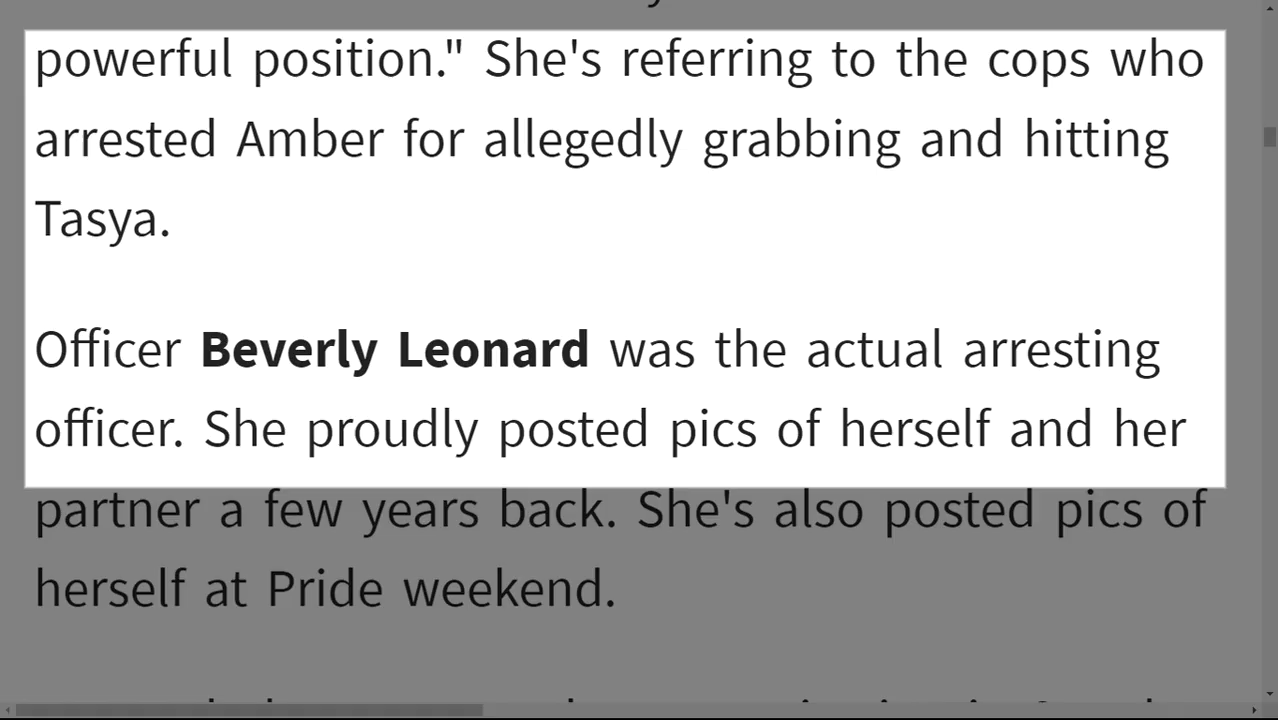 powerful position." She's referring to the cops who
arrested Amber for allegedly grabbing and hitting
Tasya.
Officer Beverly Leonard was the actual arresting
officer. She proudly posted pics of herself and her
partner a few years back. She's also posted pics of
herself at Pride weekend.